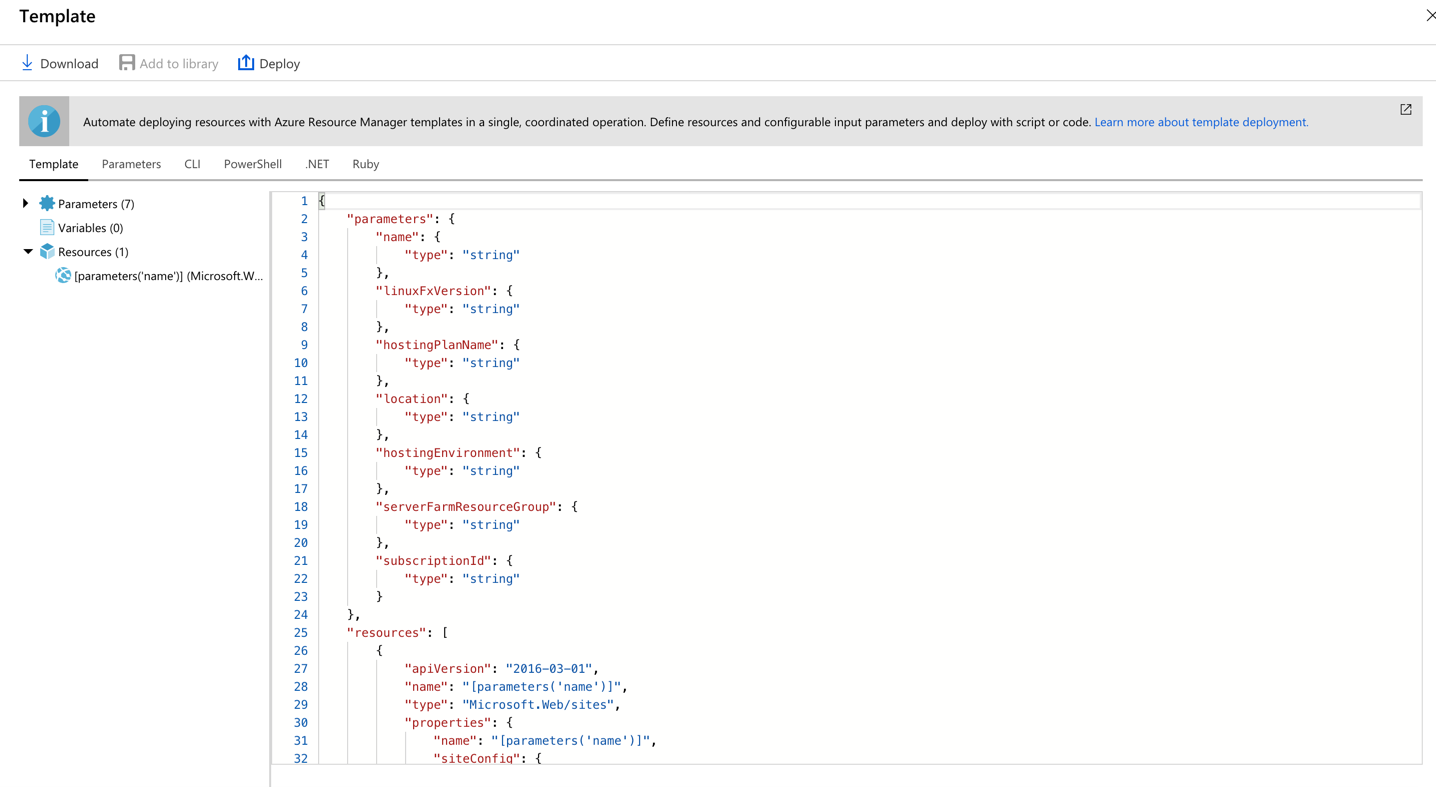 Template
Download Add to library Deploy
Automate deploying resources with Azure Resource Manager templates in a single, coordinated operation. Define resources and configurable input parameters and deploy with script or code. Learn more about template deployment.
Template Parameters CLI PowerShell .NET Ruby
Parameters (7)
Variables (0)
Resources (1)
[parameters('name')] (Microsoft.W...
1 {
2 "parameters": {
3 "name": {
4 "type": "string"
5 },
6 "linuxFxVersion": {
7 "type": "string"
8 },
9 "hostingPlanName": {
10 "type": "string"
11 },
12 "location": {
13 "type": "string"
14 },
15 "hostingEnvironment": {
16 "type": "string"
17 },
18 "serverFarmResourceGroup": {
19 "type": "string"
20 },
21 "subscriptionId": {
22 "type": "string"
23 }
24 },
25 "resources": [
26 {
27 "apiVersion": "2016-03-01",
28 "name": "[parameters('name')]",
29 "type": "Microsoft.Web/sites",
30 "properties": {
31 "name": "[parameters('name')]",
32 "siteConfig": {